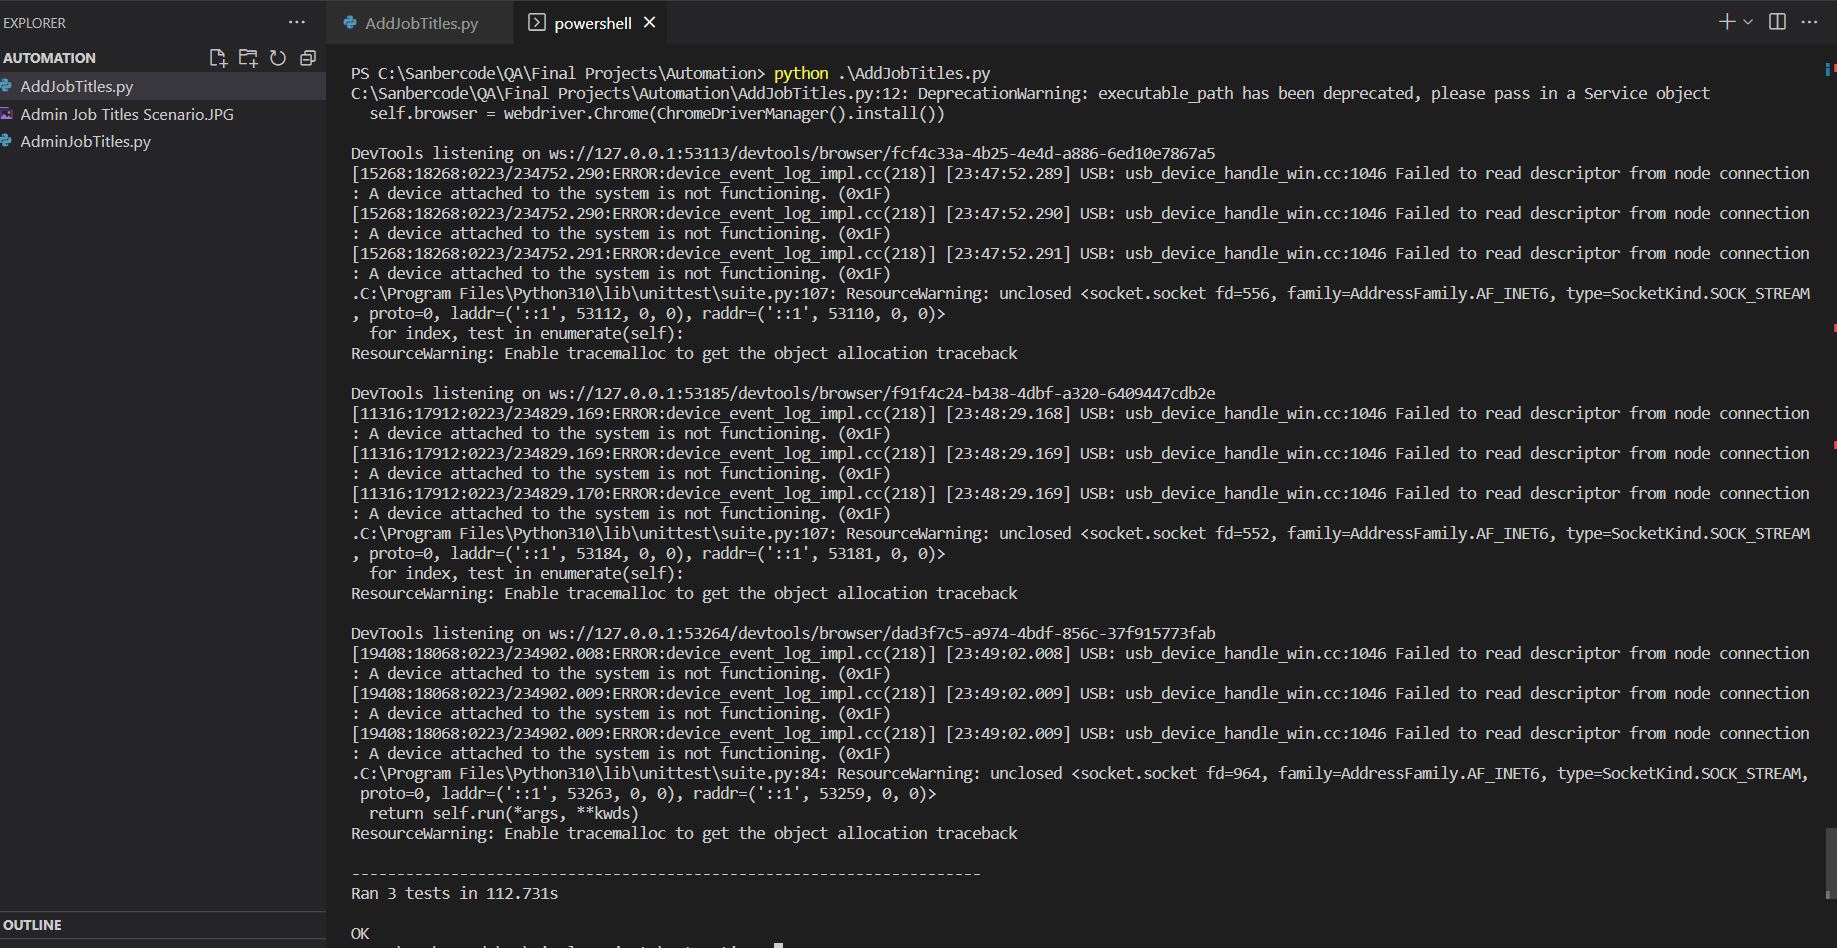 EXPLORER
AUTOMATION
AddJobTitles.py
Admin Job Titles Scenario.JPG
AdminJobTitles.py
OUTLINE
AddJobTitles.py
powershell
PS C:\Sanbercode\QA\Final Projects\Automation> python .\AddJobTitles.py
C:\Sanbercode\QA\Final Projects\Automation\AddJobTitles.py:12: DeprecationWarning: executable_path has been deprecated, please pass in a Service object
self.browser = webdriver.Chrome(ChromeDriverManager().install())
DevTools listening on ws://127.0.0.1:53113/devtools/browser/fcf4c33a-4b25-4e4d-a886-6ed10e7867a5
[15268:18268:0223/234752.290:ERROR:device_event_log_impl.cc(218)] [23:47:52.289] USB: usb_device_handle_win.cc:1046 Failed to read descriptor from node connection
: A device attached to the system is not functioning. (0x1F)
[15268:18268:0223/234752.290:ERROR:device_event_log_impl.cc(218)] [23:47:52.290] USB: usb_device_handle_win.cc:1046 Failed to read descriptor from node connection
: A device attached to the system is not functioning. (0x1F)
[15268:18268:0223/234752.291:ERROR:device_event_log_impl.cc(218)] [23:47:52.291] USB: usb_device_handle_win.cc:1046 Failed to read descriptor from node connection
: A device attached to the system is not functioning. (0x1F)
.C:\Program Files\Python310\lib\unittest\suite.py:107: ResourceWarning: unclosed <socket.socket fd=556, family=AddressFamily.AF_INET6, type=SocketKind.SOCK_STREAM
, proto=0, laddr=('::1', 53112, 0, 0), raddr=('::1', 53110, 0, 0)>
for index, test in enumerate(self):
ResourceWarning: Enable tracemalloc to get the object allocation traceback
DevTools listening on ws://127.0.0.1:53185/devtools/browser/f91f4c24-b438-4dbf-a320-6409447cdb2e
[11316:17912:0223/234829.169:ERROR:device_event_log_impl.cc(218)] [23:48:29.168] USB: usb_device_handle_win.cc:1046 Failed to read descriptor from node connection
: A device attached to the system is not functioning. (0x1F)
[11316:17912:0223/234829.169:ERROR:device_event_log_impl.cc(218)] [23:48:29.169] USB: usb_device_handle_win.cc:1046 Failed to read descriptor from node connection
: A device attached to the system is not functioning. (0x1F)
[11316:17912:0223/234829.170:ERROR:device_event_log_impl.cc(218)] [23:48:29.169] USB: usb_device_handle_win.cc:1046 Failed to read descriptor from node connection
: A device attached to the system is not functioning. (0x1F)
.C:\Program Files\Python310\lib\unittest\suite.py:107: ResourceWarning: unclosed <socket.socket fd=552, family=AddressFamily.AF_INET6, type=SocketKind.SOCK_STREAM
, proto=0, laddr=('::1', 53184, 0, 0), raddr=('::1', 53181, 0, 0)>
for index, test in enumerate(self):
ResourceWarning: Enable tracemalloc to get the object allocation traceback
DevTools listening on ws://127.0.0.1:53264/devtools/browser/dad3f7c5-a974-4bdf-856c-37f915773fab
[19408:18068:0223/234902.008:ERROR:device_event_log_impl.cc(218)] [23:49:02.008] USB: usb_device_handle_win.cc:1046 Failed to read descriptor from node connection
: A device attached to the system is not functioning. (0x1F)
[19408:18068:0223/234902.009:ERROR:device_event_log_impl.cc(218)] [23:49:02.009] USB: usb_device_handle_win.cc:1046 Failed to read descriptor from node connection
: A device attached to the system is not functioning. (0x1F)
[19408:18068:0223/234902.009:ERROR:device_event_log_impl.cc(218)] [23:49:02.009] USB: usb_device_handle_win.cc:1046 Failed to read descriptor from node connection
: A device attached to the system is not functioning. (0x1F)
.C:\Program Files\Python310\lib\unittest\suite.py:84: ResourceWarning: unclosed <socket.socket fd=964, family=AddressFamily.AF_INET6, type=SocketKind.SOCK_STREAM,
proto=0, laddr=('::1', 53263, 0, 0), raddr=('::1', 53259, 0, 0)>
return self.run(*args, **kwds)
ResourceWarning: Enable tracemalloc to get the object allocation traceback
----------------------------------------------------------------------
Ran 3 tests in 112.731s
OK